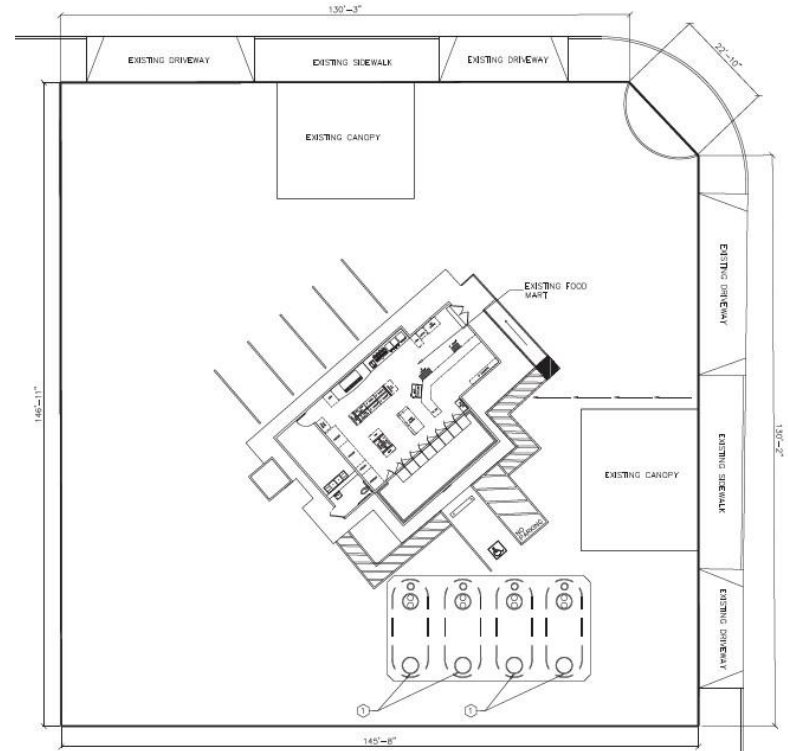 130'-3"
EXISTING DRIVEWAY
EXISTING SIDEWALK
EXISTING DRIVEWAY
22'-10"
EXISTING CANOPY
EXISTING DRIVEWAY
EXISTING FOOD
MART
146'-11"
130'-2"
EXISTING CANOPY
EXISTING SIDEWALK
NO
PARKING
EXISTING DRIVEWAY
1
1
145'-8"